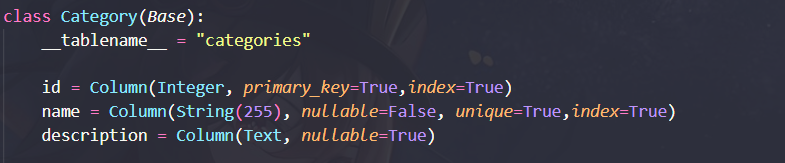 class Category(Base):
    __tablename__ = "categories"

    id = Column(Integer, primary_key=True,index=True)
    name = Column(String(255), nullable=False, unique=True,index=True)
    description = Column(Text, nullable=True)